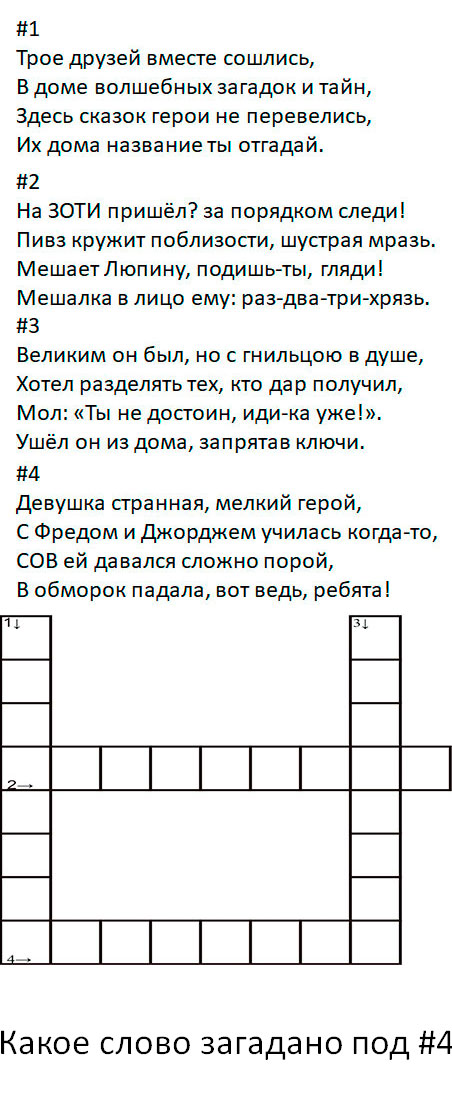 #1
Трое друзей вместе сошлись,
В доме волшебных загадок и тайн,
Здесь сказок герои не перевелись,
Их дома название ты отгадай.
#2
На ЗОТИ пришёл? за порядком следи!
Пивз кружит поблизости, шустрая мразь.
Мешает Люпину, подишь-ты, гляди!
Мешалка в лицо ему: раз-два-три-хрязь.
#3
Великим он был, но с гнильцою в душе,
Хотел разделять тех, кто дар получил,
Мол: «Ты не достоин, иди-ка уже!».
Ушёл он из дома, запрятав ключи.
#4
Девушка странная, мелкий герой,
С Фредом и Джорджем училась когда-то,
СОВ ей давался сложно порой,
В обморок падала, вот ведь, ребята!
1↓ 3↓
2→
4→
Какое слово загадано под #4